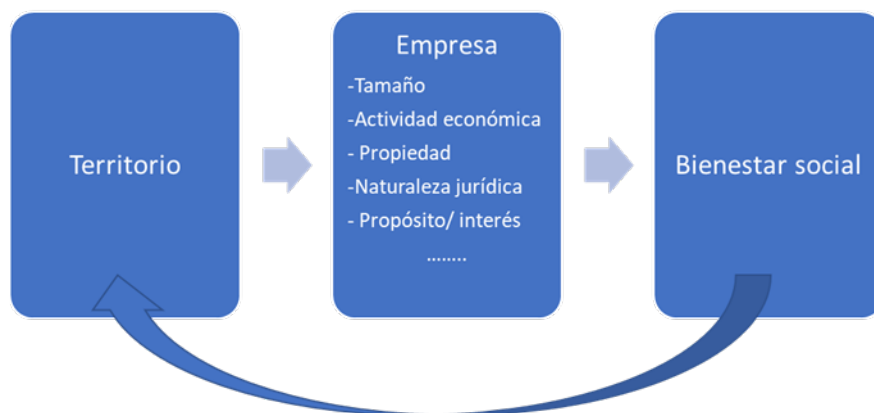 Territorio
Empresa
-Tamaño
-Actividad económica
- Propiedad
-Naturaleza jurídica
- Propósito/ interés
........
Bienestar social